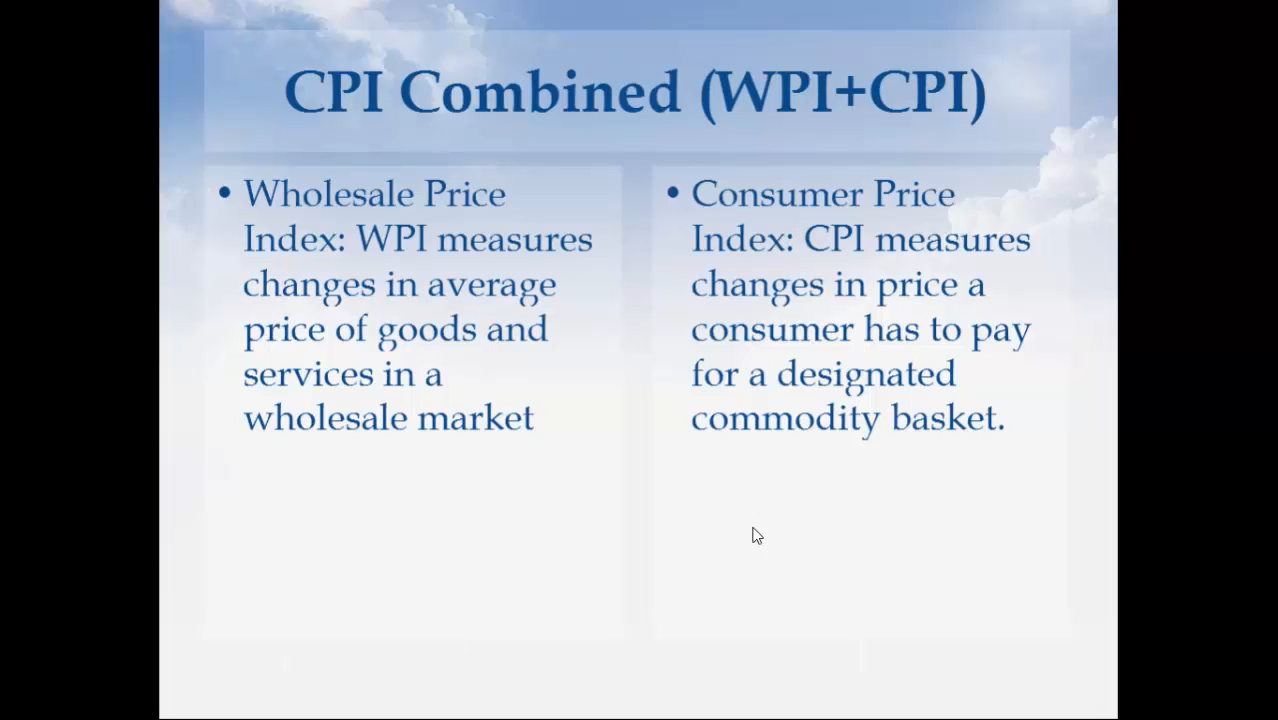 CPI Combined (WPI+CPI)
• Wholesale Price
Index: WPI measures
changes in average
price of goods and
services in a
wholesale market
• Consumer Price
Index: CPI measures
changes in price a
consumer has to pay
for a designated
commodity basket.